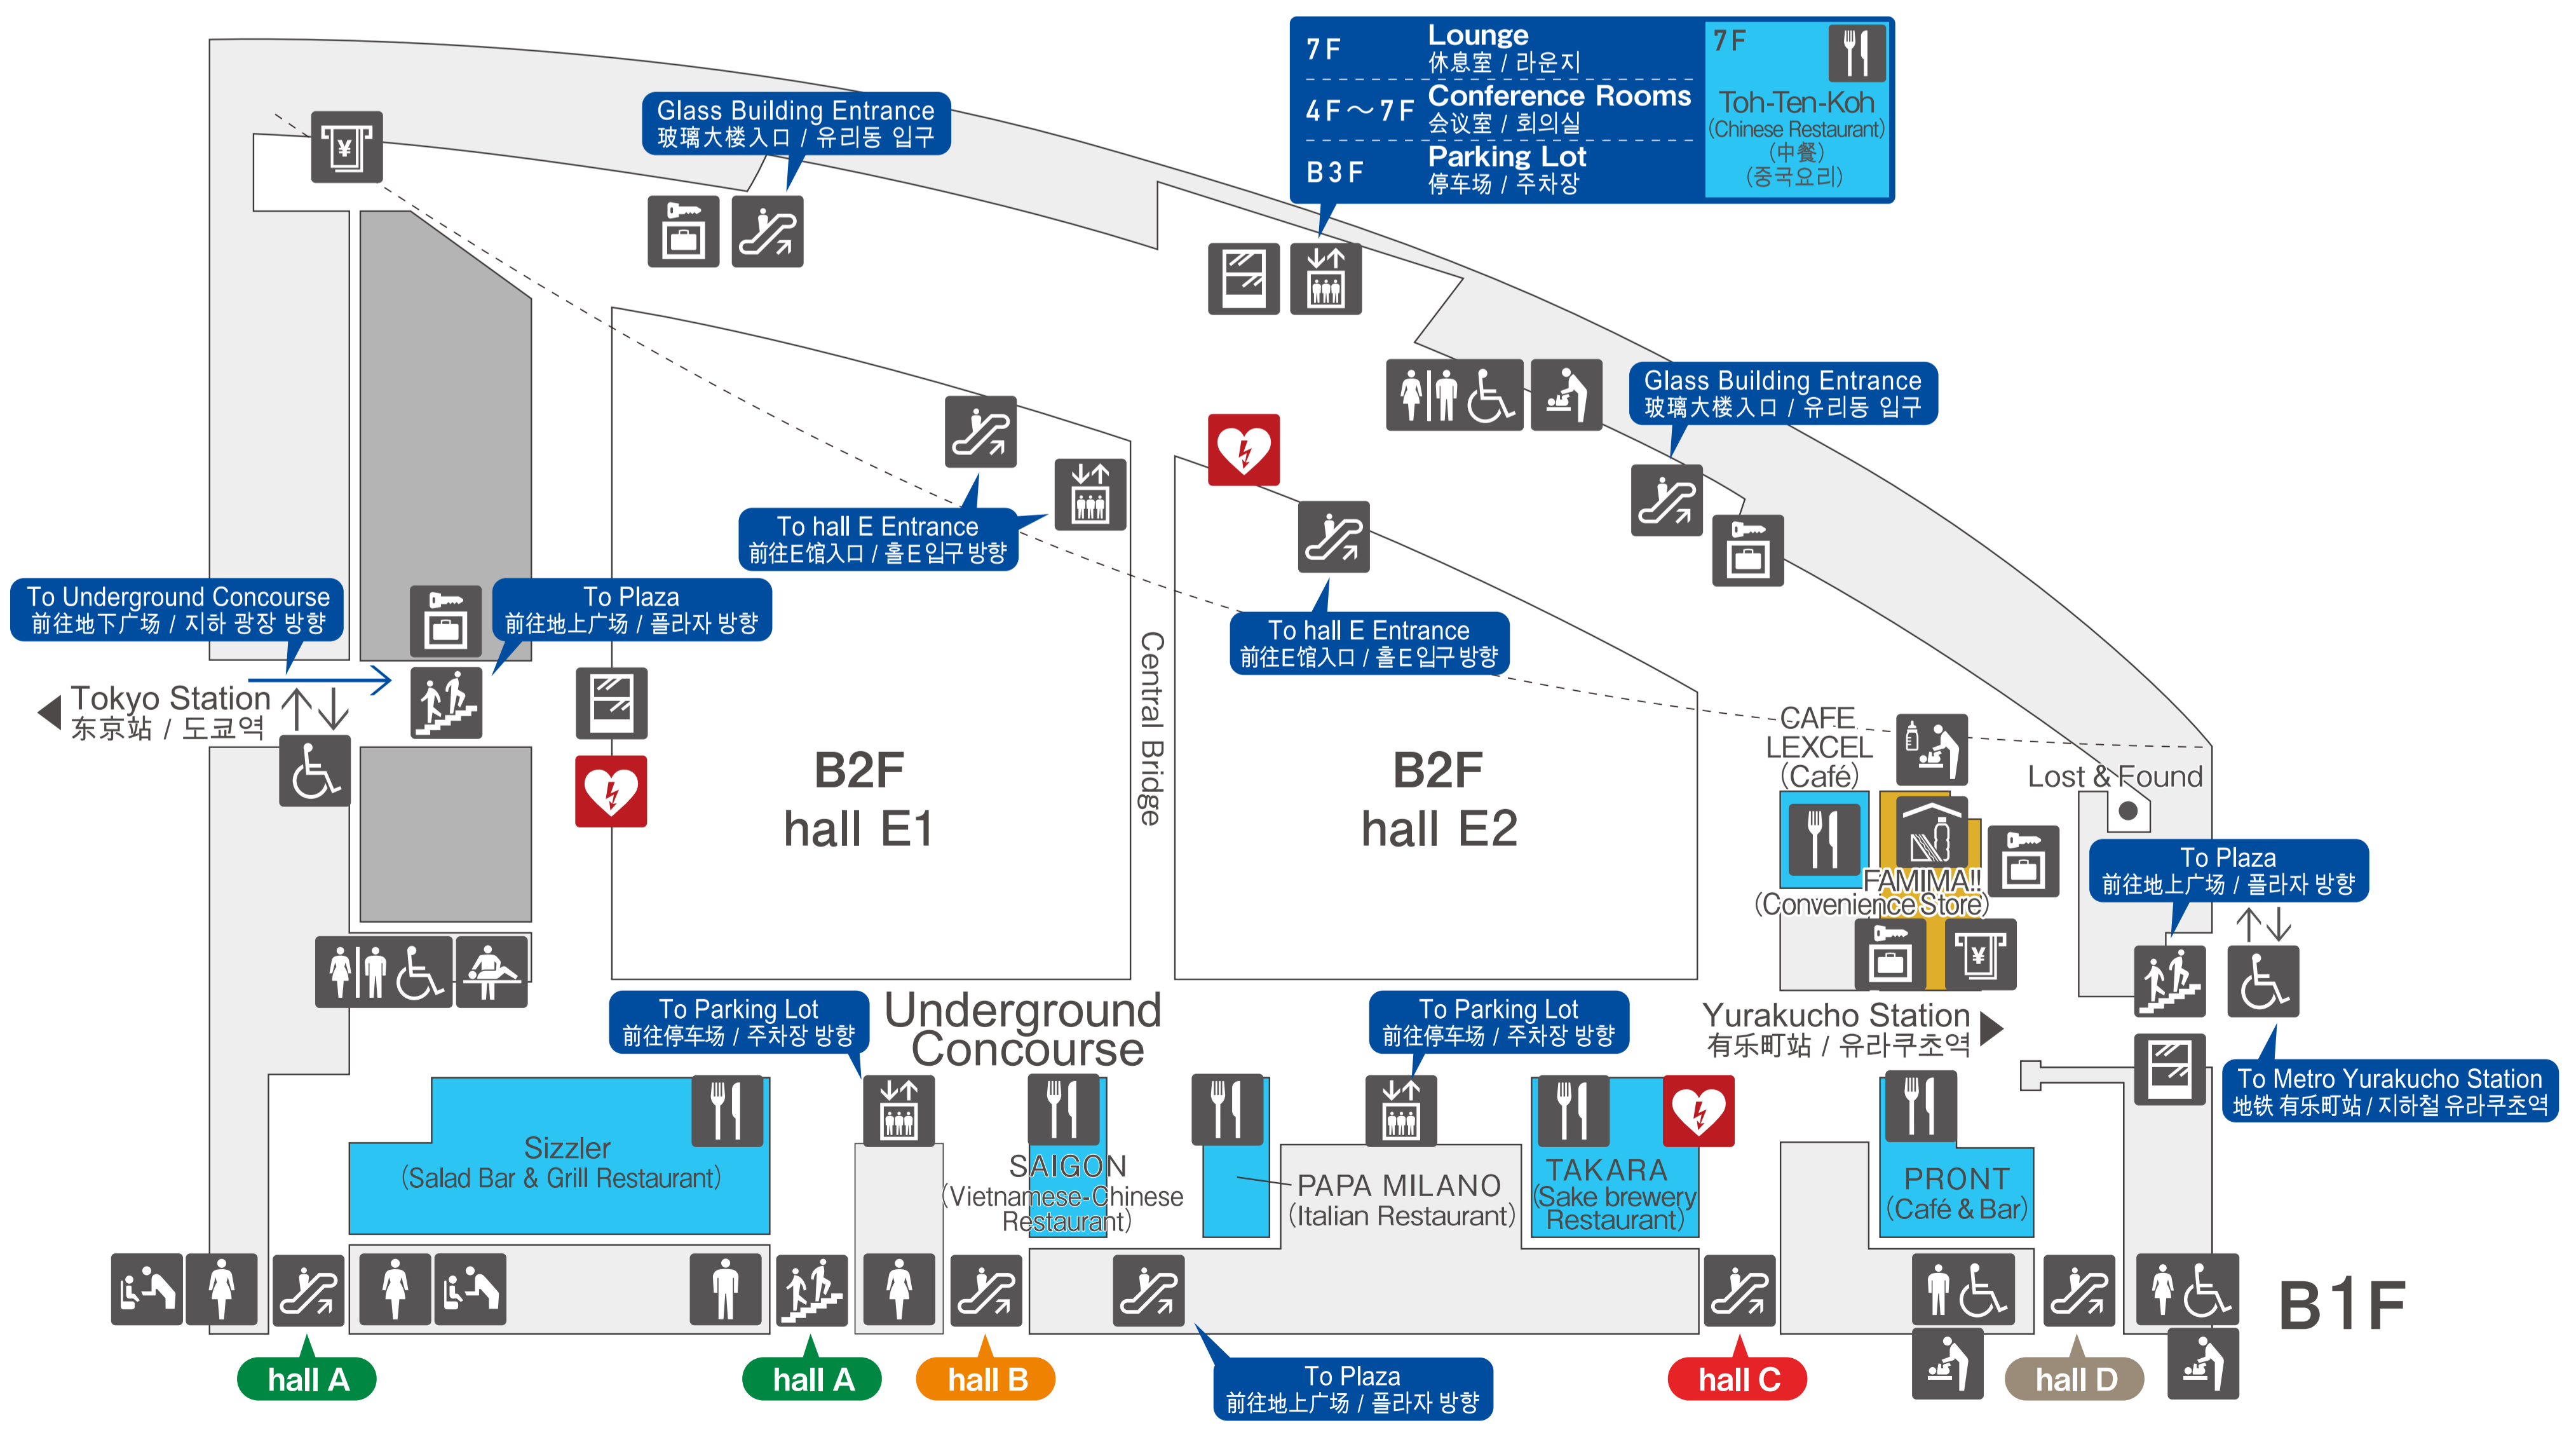 7F Lounge
休息室 / 라운지
4F～7F Conference Rooms
会议室 / 회의실
B3F Parking Lot
停车场 / 주차장
7F
Toh-Ten-Koh
(Chinese Restaurant)
(中餐)
(중국요리)
Glass Building Entrance
玻璃大楼入口 / 유리동 입구
¥
Glass Building Entrance
玻璃大楼入口 / 유리동 입구
To hall E Entrance
前往E馆入口 / 홀E입구 방향
To Underground Concourse
前往地下广场 / 지하 광장 방향
To Plaza
前往地上广场 / 플라자 방향
To hall E Entrance
前往E馆入口 / 홀E입구 방향
Tokyo Station
东京站 / 도쿄역
Central Bridge
B2F
hall E1
B2F
hall E2
CAFE
LEXCEL
(Café)
Lost & Found
FAMIMA!!
(Convenience Store)
¥
To Plaza
前往地上广场 / 플라자 방향
To Parking Lot
前往停车场 / 주차장 방향
Underground
Concourse
To Parking Lot
前往停车场 / 주차장 방향
Yurakucho Station
有乐町站 / 유라쿠초역
To Metro Yurakucho Station
地铁 有乐町站 / 지하철 유라쿠초역
Sizzler
(Salad Bar & Grill Restaurant)
SAIGON
(Vietnamese-Chinese
Restaurant)
PAPA MILANO
(Italian Restaurant)
TAKARA
(Sake brewery
Restaurant)
PRONT
(Café & Bar)
B1F
hall A
hall A
hall B
To Plaza
前往地上广场 / 플라자 방향
hall C
hall D